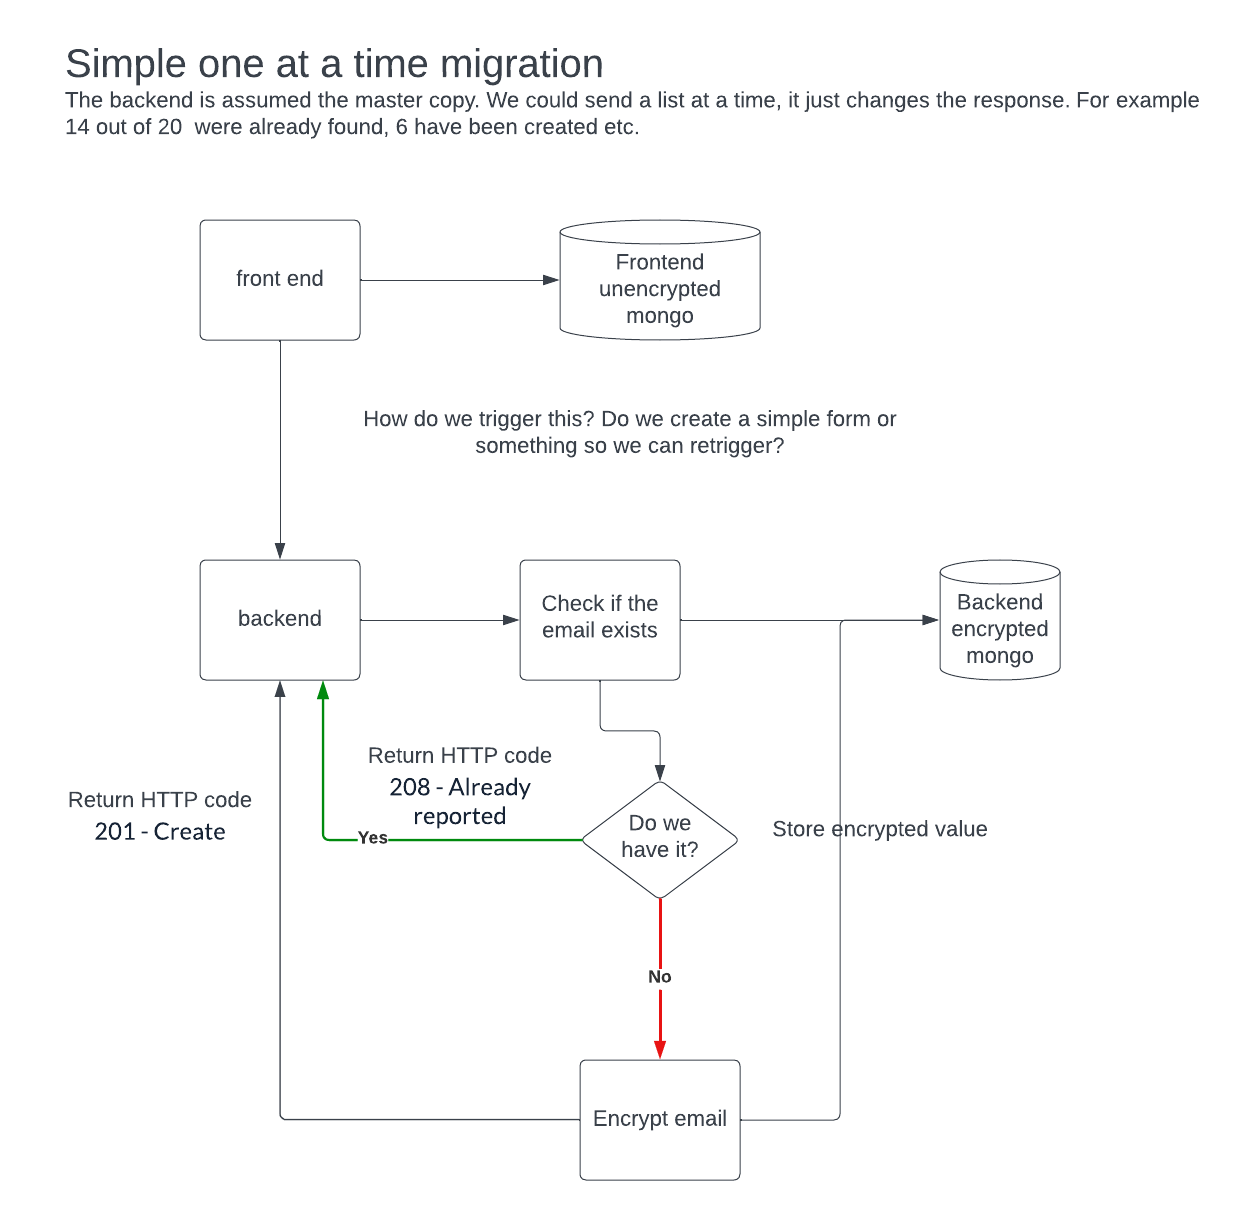 Simple one at a time migration
The backend is assumed the master copy. We could send a list at a time, it just changes the response. For example
14 out of 20  were already found, 6 have been created etc.
front end
Frontend
unencrypted
mongo
How do we trigger this? Do we create a simple form or
something so we can retrigger?
backend
Check if the
email exists
Backend
encrypted
mongo
Return HTTP code
208 - Already
reported
Return HTTP code
201 - Create
Yes
Do we
have it?
Store encrypted value
No
Encrypt email